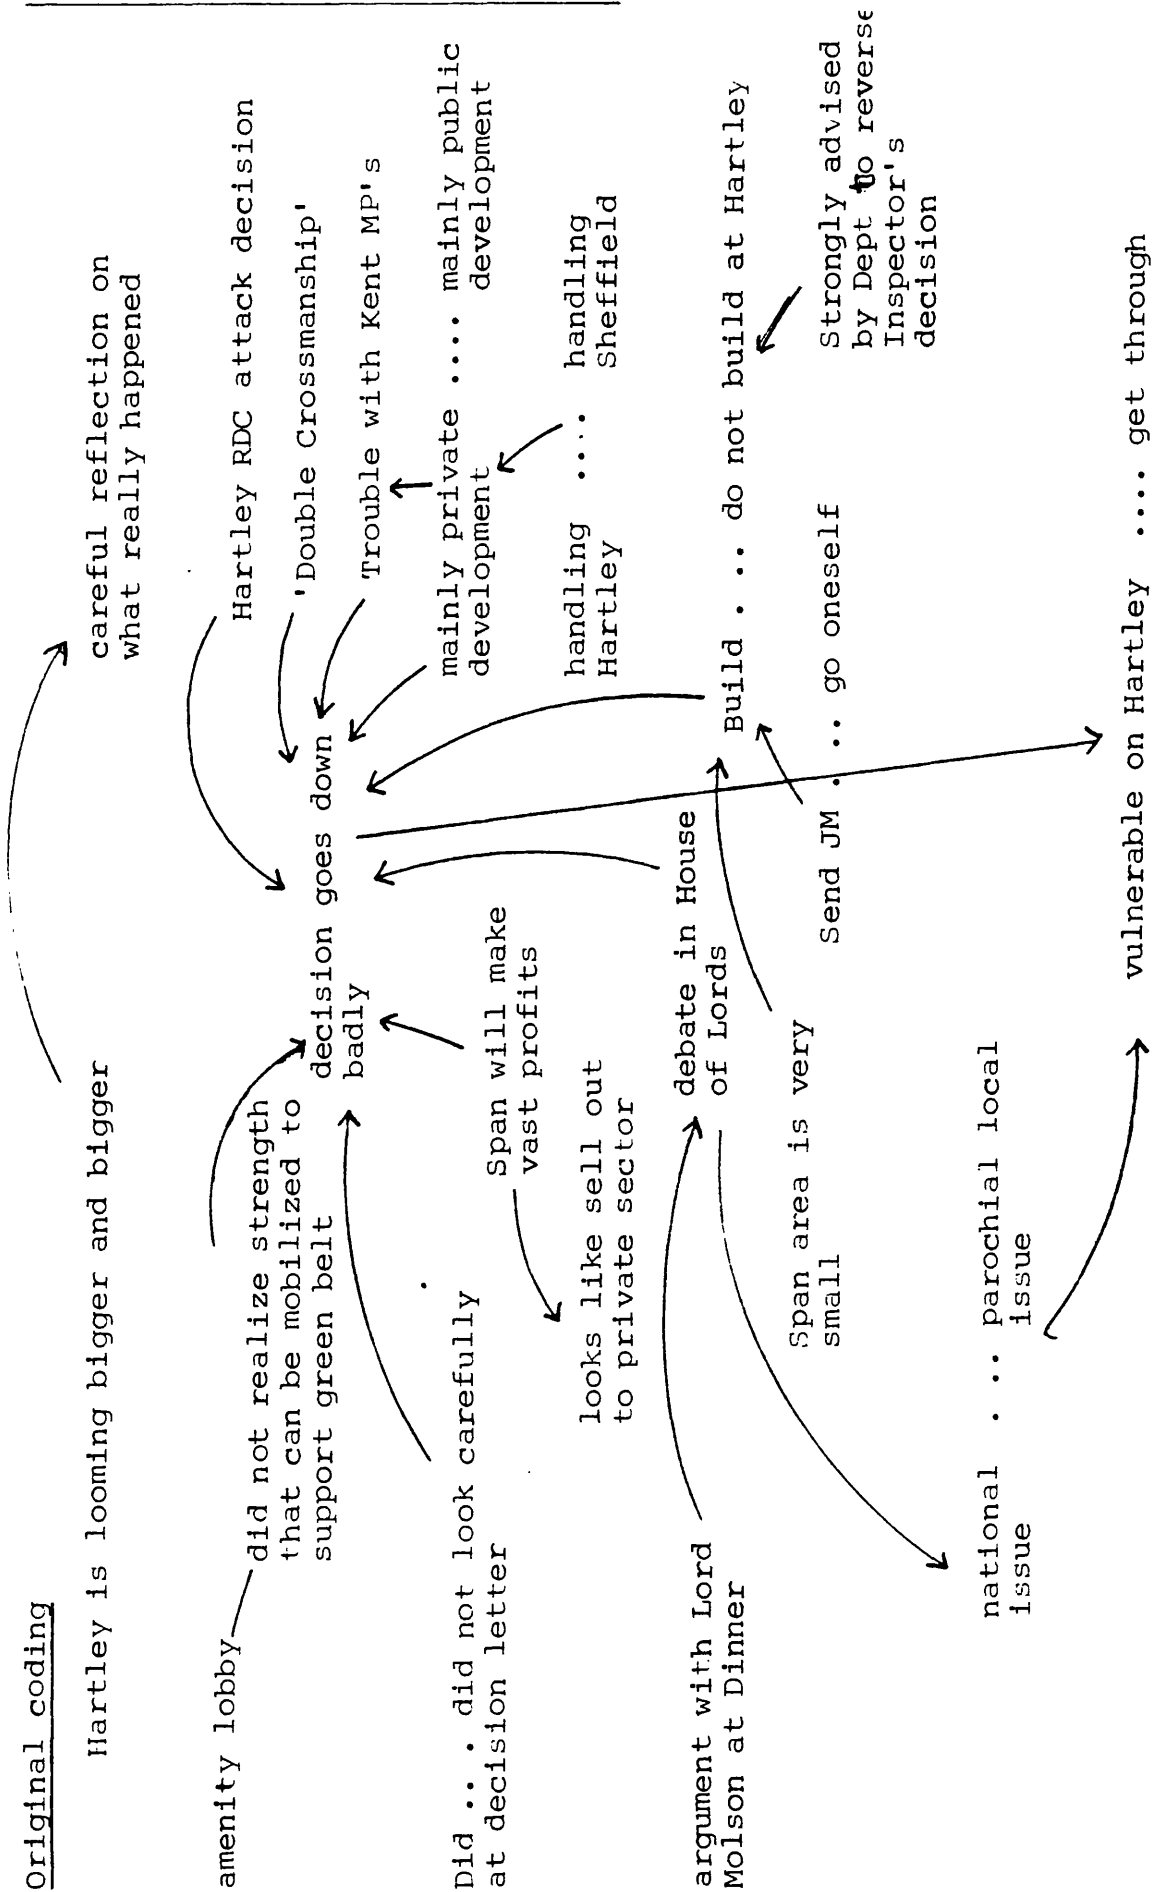 Original coding
Hartley is looming bigger and bigger
careful reflection on
what really happened
amenity lobby
did not realize strength
that can be mobilized to
support green belt
Hartley RDC attack decision
'Double Crossmanship'
decision goes down
badly
Trouble with Kent MP's
Did ... did not look carefully
at decision letter
Span will make
vast profits
mainly private .... mainly public
development development
looks like sell out
to private sector
handling .... handling
Hartley Sheffield
argument with Lord
Molson at Dinner
debate in House
of Lords
Build ... do not build at Hartley
Span area is very
small
Send JM ... go oneself
Strongly advised
by Dept to reverse
Inspector's
decision
national ... parochial local
issue issue
vulnerable on Hartley .... get through